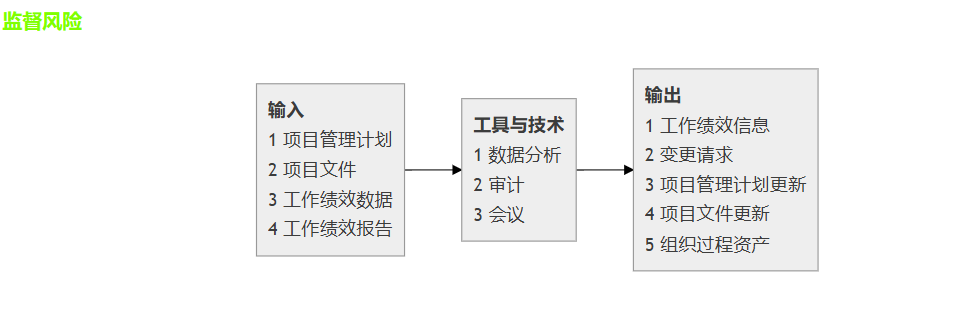 监督风险
输入
1 项目管理计划
2 项目文件
3 工作绩效数据
4 工作绩效报告
工具与技术
1 数据分析
2 审计
3 会议
输出
1 工作绩效信息
2 变更请求
3 项目管理计划更新
4 项目文件更新
5 组织过程资产